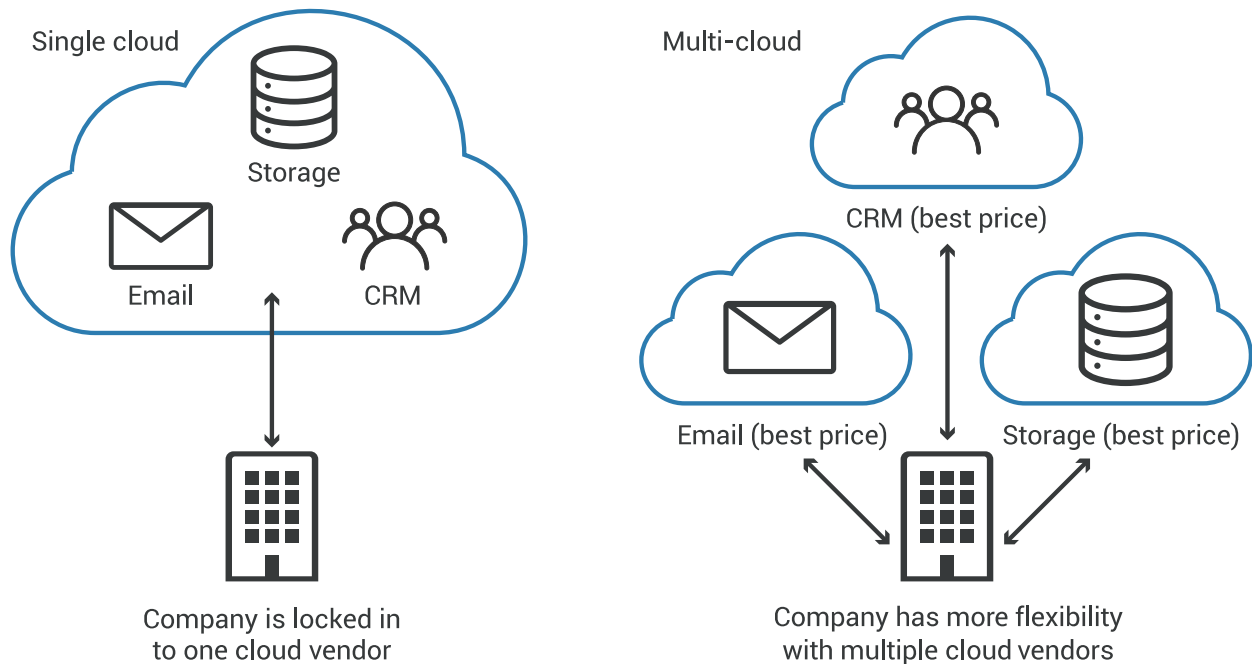 Single cloud
Storage
Email
CRM
Company is locked in
to one cloud vendor
Multi-cloud
CRM (best price)
Email (best price)
Storage (best price)
Company has more flexibility
with multiple cloud vendors